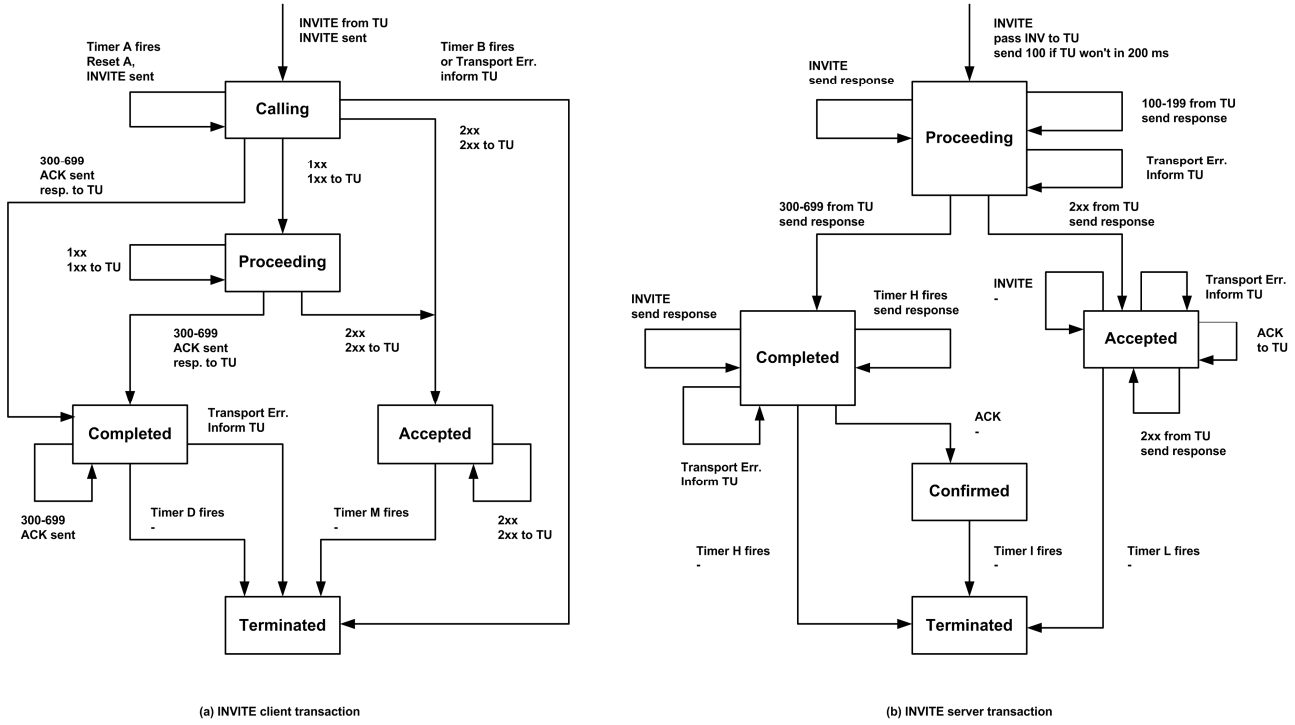 INVITE from TU
INVITE sent
Timer A fires
Reset A,
INVITE sent
Timer B fires
or Transport Err.
inform TU
Calling
2xx
2xx to TU
300-699
ACK sent
resp. to TU
1xx
1xx to TU
1xx
1xx to TU
Proceeding
300-699
ACK sent
resp. to TU
2xx
2xx to TU
Completed
Transport Err.
Inform TU
Accepted
300-699
ACK sent
Timer D fires
-
Timer M fires
-
2xx
2xx to TU
Terminated
(a) INVITE client transaction
INVITE
pass INV to TU
send 100 if TU won't in 200 ms
INVITE
send response
Proceeding
100-199 from TU
send response
Transport Err.
Inform TU
300-699 from TU
send response
2xx from TU
send response
INVITE
send response
Timer H fires
send response
Completed
INVITE
-
Transport Err.
Inform TU
Accepted
ACK
to TU
Transport Err.
Inform TU
ACK
-
2xx from TU
send response
Confirmed
Timer H fires
-
Timer I fires
-
Timer L fires
-
Terminated
(b) INVITE server transaction